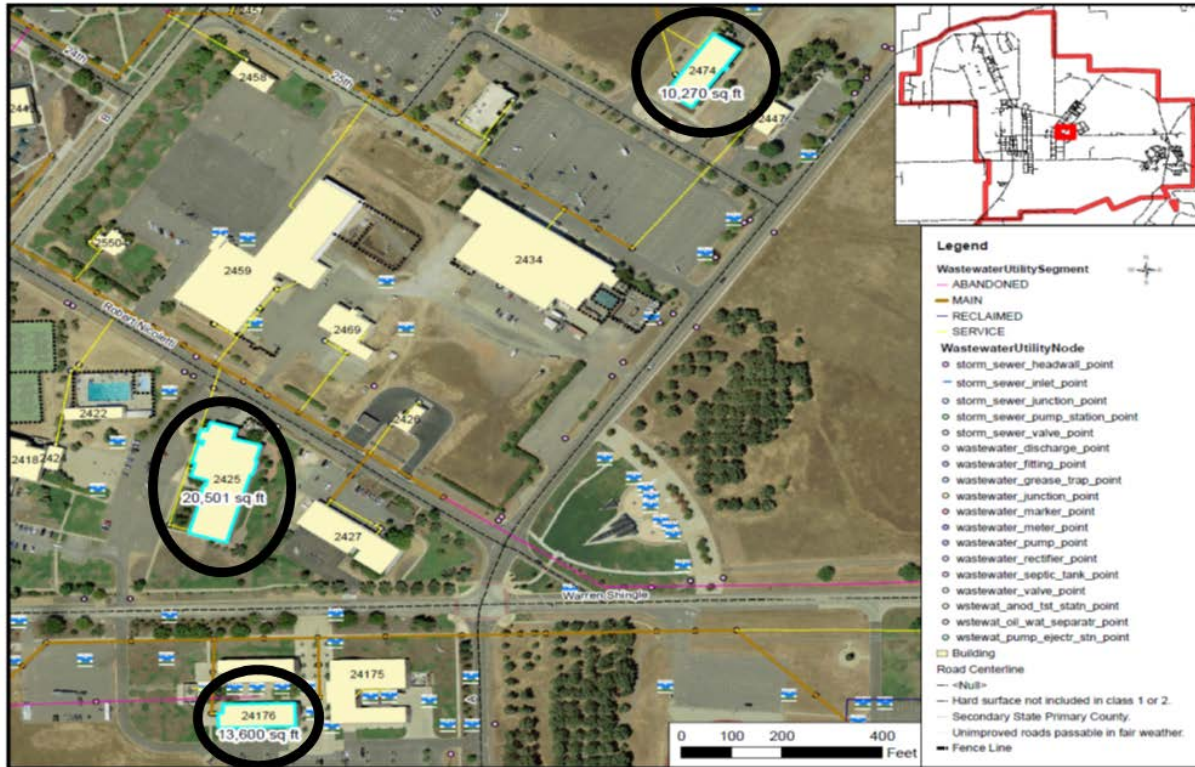 24th
B
2458
25th
2474
10,270 sq ft
2447
2550
2459
2434
Robert Nicoletti
2469
2422
2429
2418
2424
2425
20,501 sq.ft
2427
Warren Shingle
24175
A
24176
13,600 sq ft
0 100 200 400
Feet
Legend
WastewaterUtilitySegment
ABANDONED
MAIN
RECLAIMED
SERVICE
WastewaterUtilityNode
storm_sewer_headwall_point
storm_sewer_inlet_point
storm_sewer_junction_point
storm_sewer_pump_station_point
storm_sewer_valve_point
wastewater_discharge_point
wastewater_fitting_point
wastewater_grease_trap_point
wastewater_junction_point
wastewater_marker_point
wastewater_meter_point
wastewater_pump_point
wastewater_rectifier_point
wastewater_septic_tank_point
wastewater_valve_point
wstewat_anod_tst_statn_point
wstewat_oil_wat_separatr_point
wstewat_pump_ejectr_stn_point
Building
Road Centerline
<Null>
Hard surface not included in class 1 or 2.
Secondary State Primary County.
Unimproved roads passable in fair weather.
Fence Line